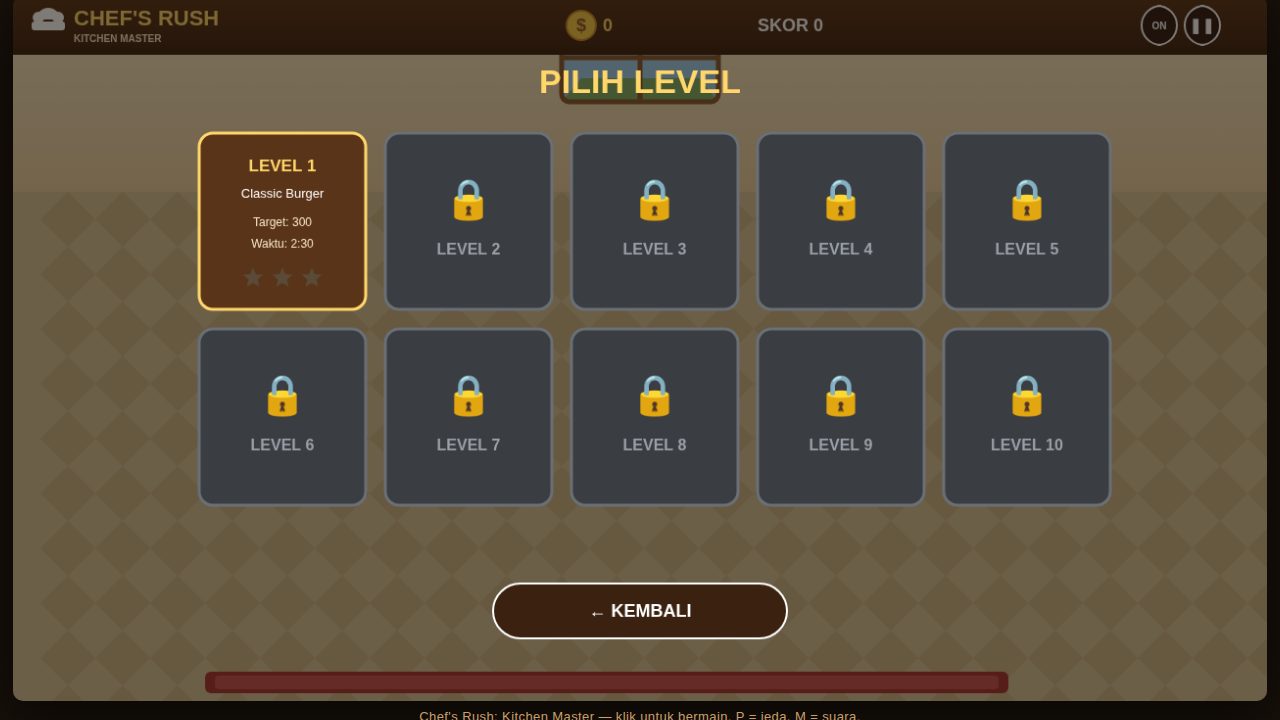 CHEF'S RUSH
KITCHEN MASTER
$ 0
SKOR 0
ON
PILIH LEVEL
LEVEL 1
Classic Burger
Target: 300
Waktu: 2:30
LEVEL 2
LEVEL 3
LEVEL 4
LEVEL 5
LEVEL 6
LEVEL 7
LEVEL 8
LEVEL 9
LEVEL 10
← KEMBALI
Chef's Rush: Kitchen Master — klik untuk bermain. P = jeda, M = suara.